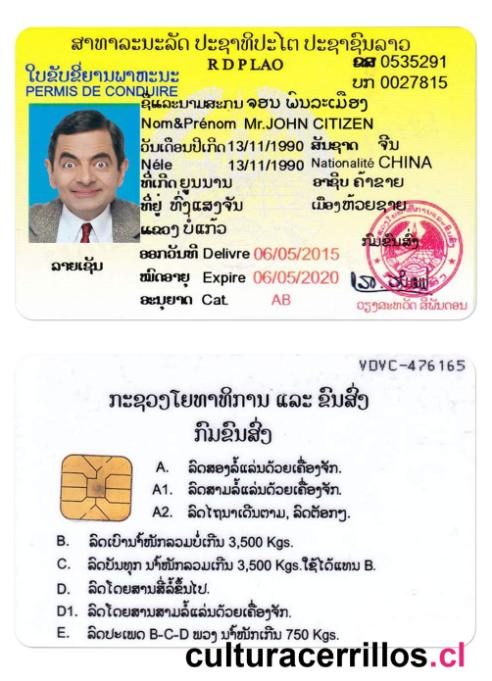 ສາທາລະນະລັດ ປະຊາທິປະໄຕ ປະຊາຊົນລາວ
R D P LAO
ຂສ 0535291
ໃບຂັບຂີ່ຍານພາຫະນະ
ບກ 0027815
PERMIS DE CONDUIRE
ຊື່ແລະນາມສະກຸນ ຈອນ ພົນລະເມືອງ
Nom&Prénom Mr.JOHN CITIZEN
ວັນເດືອນປີເກີດ 13/11/1990 ສັນຊາດ ຈີນ
Néle 13/11/1990 Nationalité CHINA
ທີ່ເກີດ ຍູນນານ ອາຊີບ ຄ້າຂາຍ
ທີ່ຢູ່ ທົ່ງແສງຈັນ ເມືອງ ຫ້ວຍຊາຍ
ແຂວງ ບໍ່ແກ້ວ
ກົມຂົນສົ່ງ
ອອກວັນທີ Delivre 06/05/2015
ລາຍເຊັນ
ໝົດອາຍຸ Expire 06/05/2020
ອະນຸຍາດ Cat. AB
ວຽງສະຫວັດ ສີພັນດອນ
VDVC-476165
ກະຊວງໂຍທາທິການ ແລະ ຂົນສົ່ງ
ກົມຂົນສົ່ງ
A. ລົດສອງລໍ້ແລ່ນດ້ວຍເຄື່ອງຈັກ.
A1. ລົດສາມລໍ້ແລ່ນດ້ວຍເຄື່ອງຈັກ.
A2. ລົດໄຖນາເດີນຕາມ, ລົດຕ໋ອກໆ.
B. ລົດເບົານ້ຳໜັກລວມບໍ່ເກີນ 3,500 Kgs.
C. ລົດບັນທຸກ ນ້ຳໜັກລວມເກີນ 3,500 Kgs.ໃຊ້ໄດ້ແທນ B.
D. ລົດໂດຍສານສີ່ລໍ້ຂຶ້ນໄປ.
D1. ລົດໂດຍສານສາມລໍ້ແລ່ນດ້ວຍເຄື່ອງຈັກ.
E. ລົດປະເພດ B-C-D ພວງ ນ້ຳໜັກເກີນ 750 Kgs.
culturacerrillos.cl